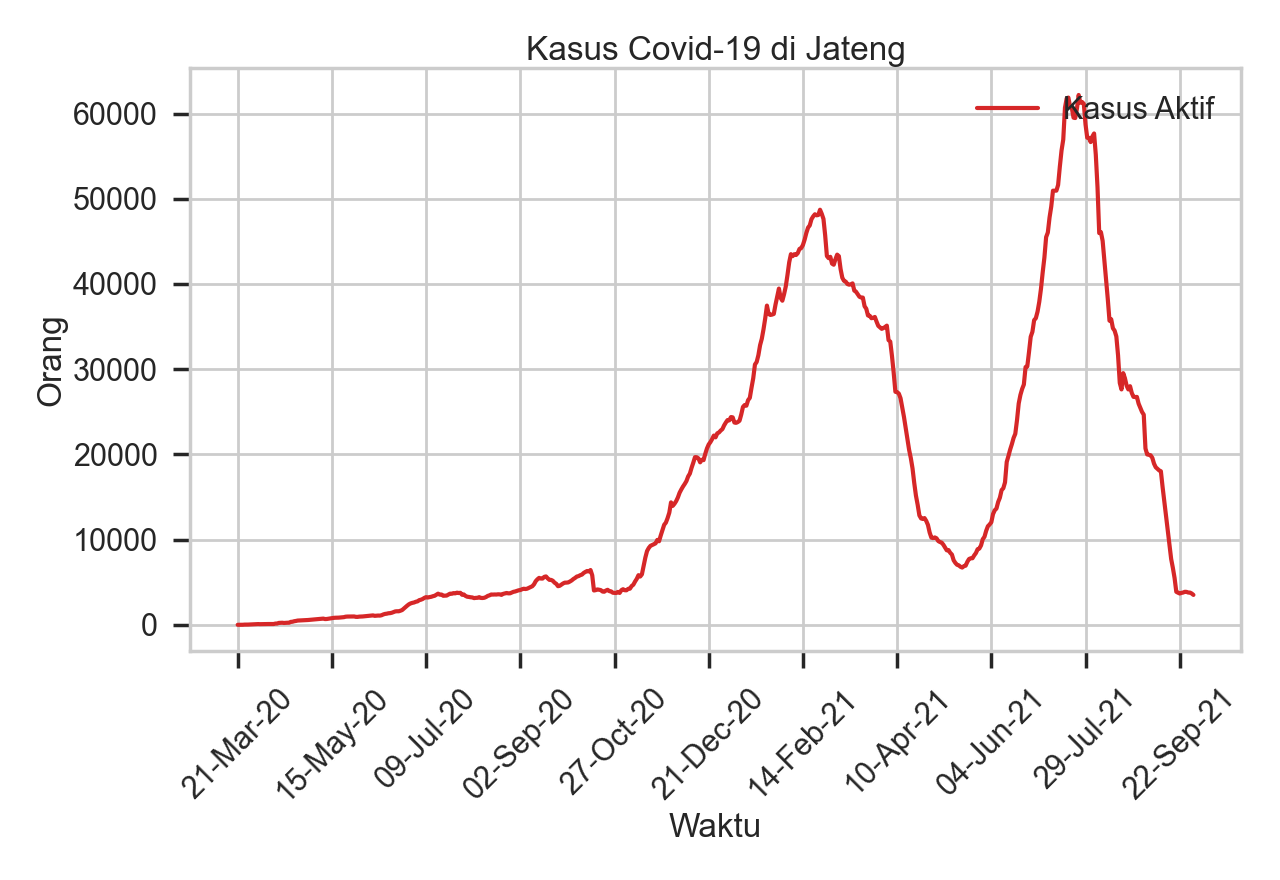 Kasus Covid-19 di Jateng
Kasus Aktif
60000
50000
40000
30000
20000
10000
0
Orang
21-Mar-20
15-May-20
09-Jul-20
02-Sep-20
27-Oct-20
21-Dec-20
14-Feb-21
10-Apr-21
04-Jun-21
29-Jul-21
22-Sep-21
Waktu